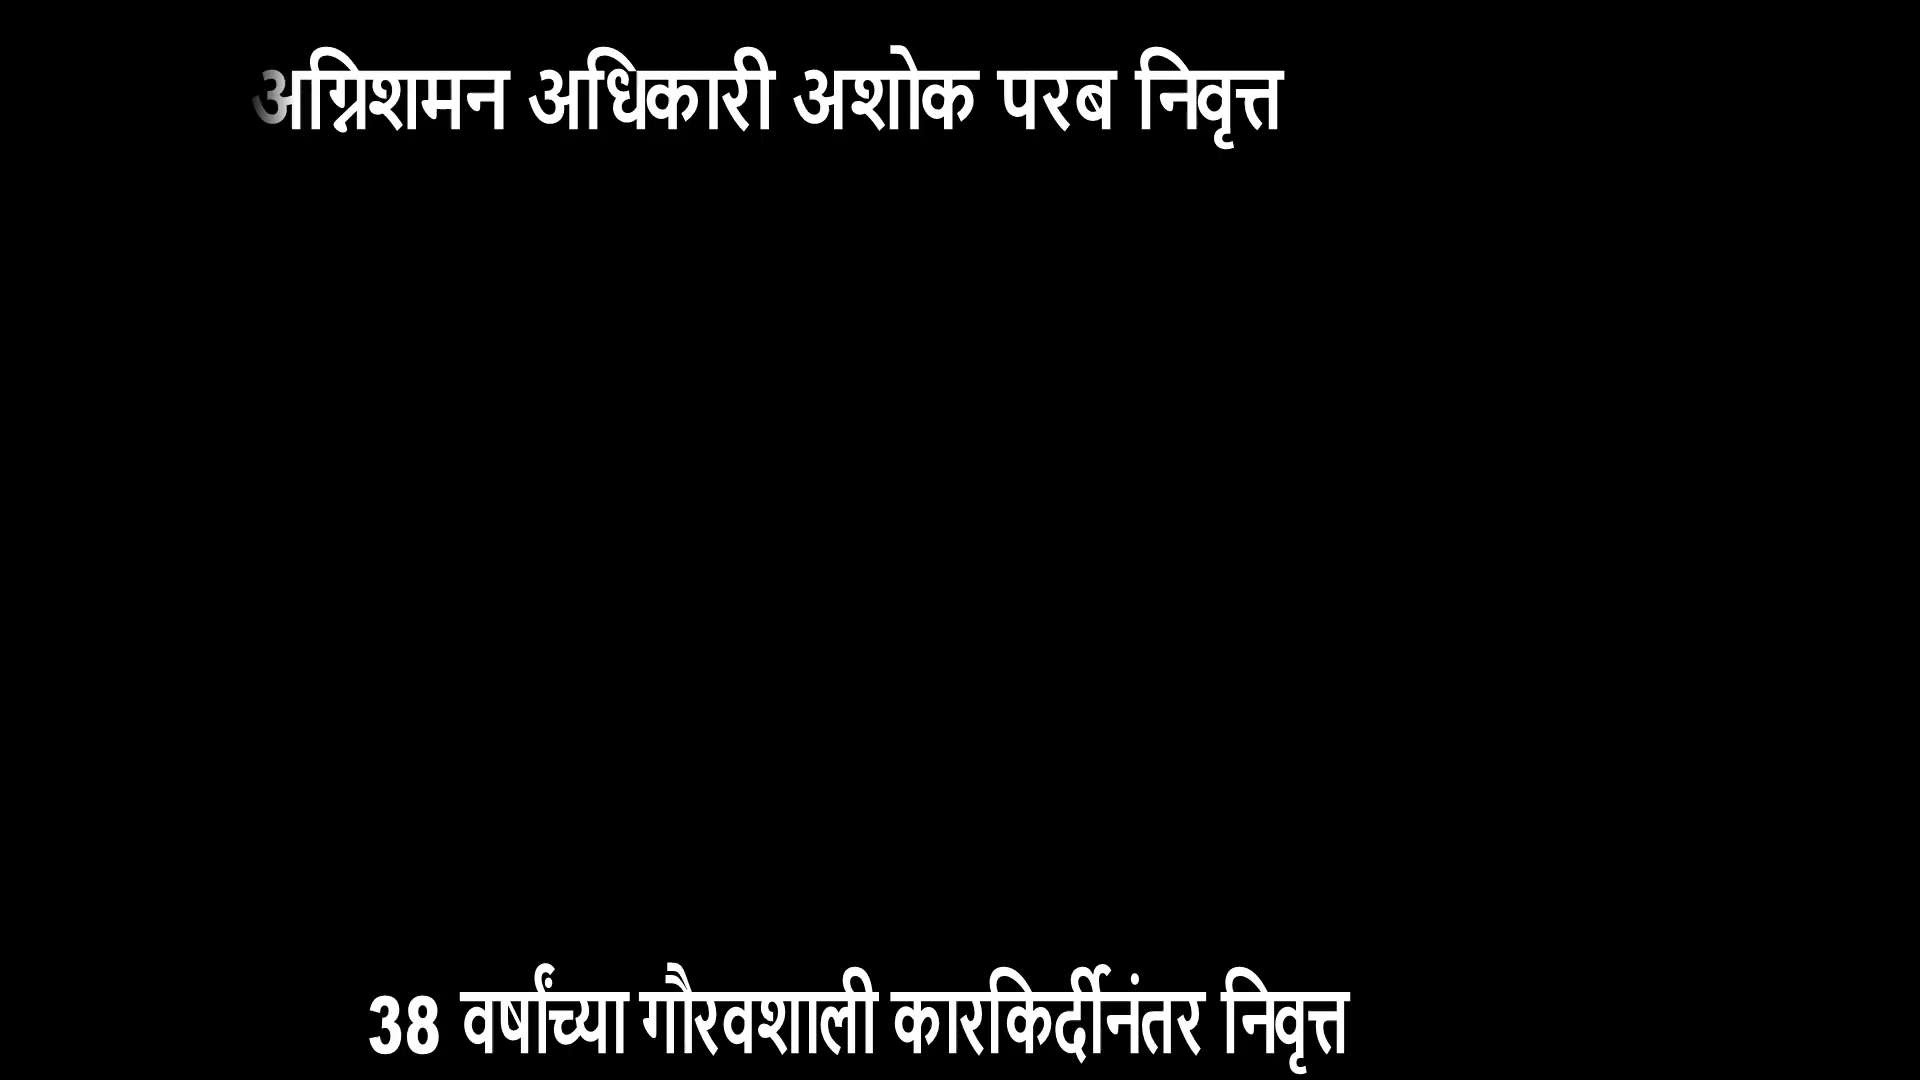 अग्निशमन अधिकारी अशोक परब निवृत्त
38 वर्षांच्या गौरवशाली कारकिर्दीनंतर निवृत्त